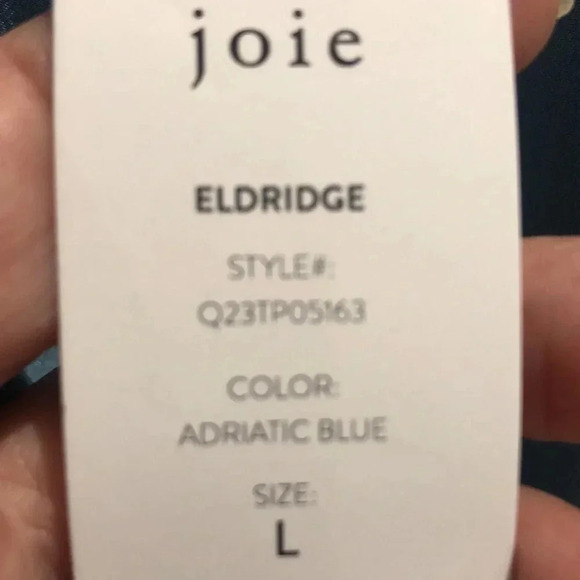 joie
ELDRIDGE
STYLE#:
Q23TP05163
COLOR:
ADRIATIC BLUE
SIZE:
L